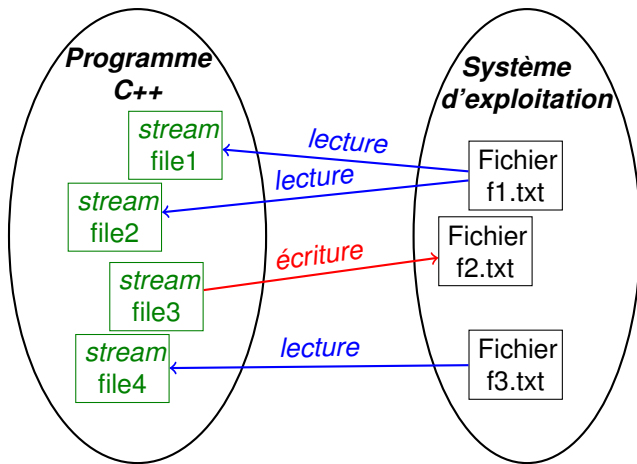 Programme
C++
Système
d'exploitation
stream
file1
lecture
Fichier
f1.txt
lecture
stream
file2
écriture
Fichier
f2.txt
stream
file3
stream
file4
lecture
Fichier
f3.txt